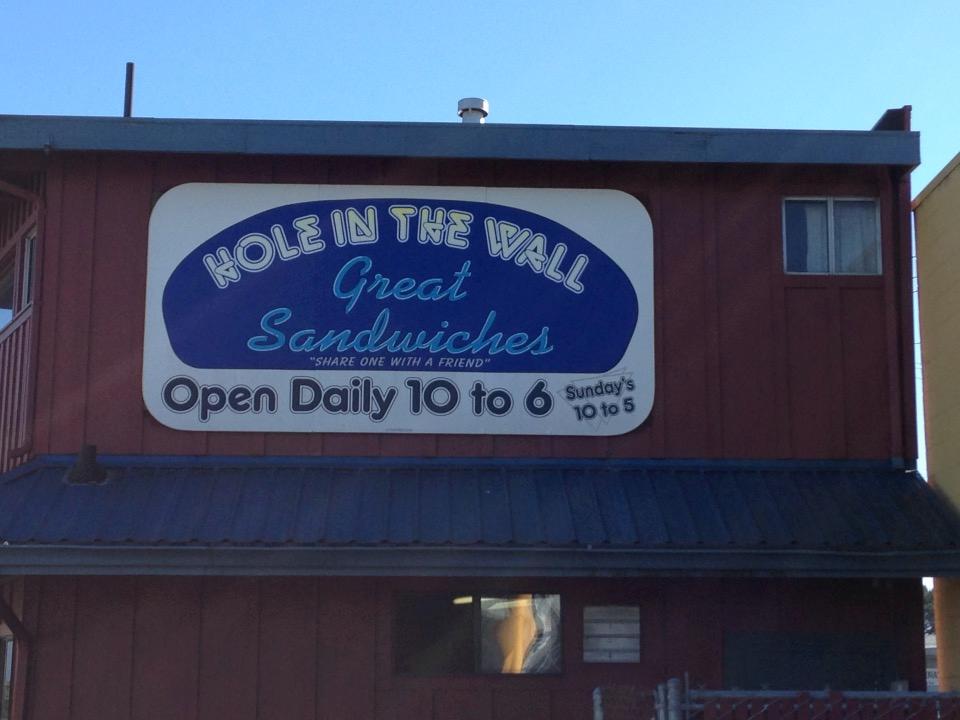 HOLE IN THE WALL
Great
Sandwiches
"SHARE ONE WITH A FRIEND"
Open Daily 10 to 6
Sunday's
10 to 5